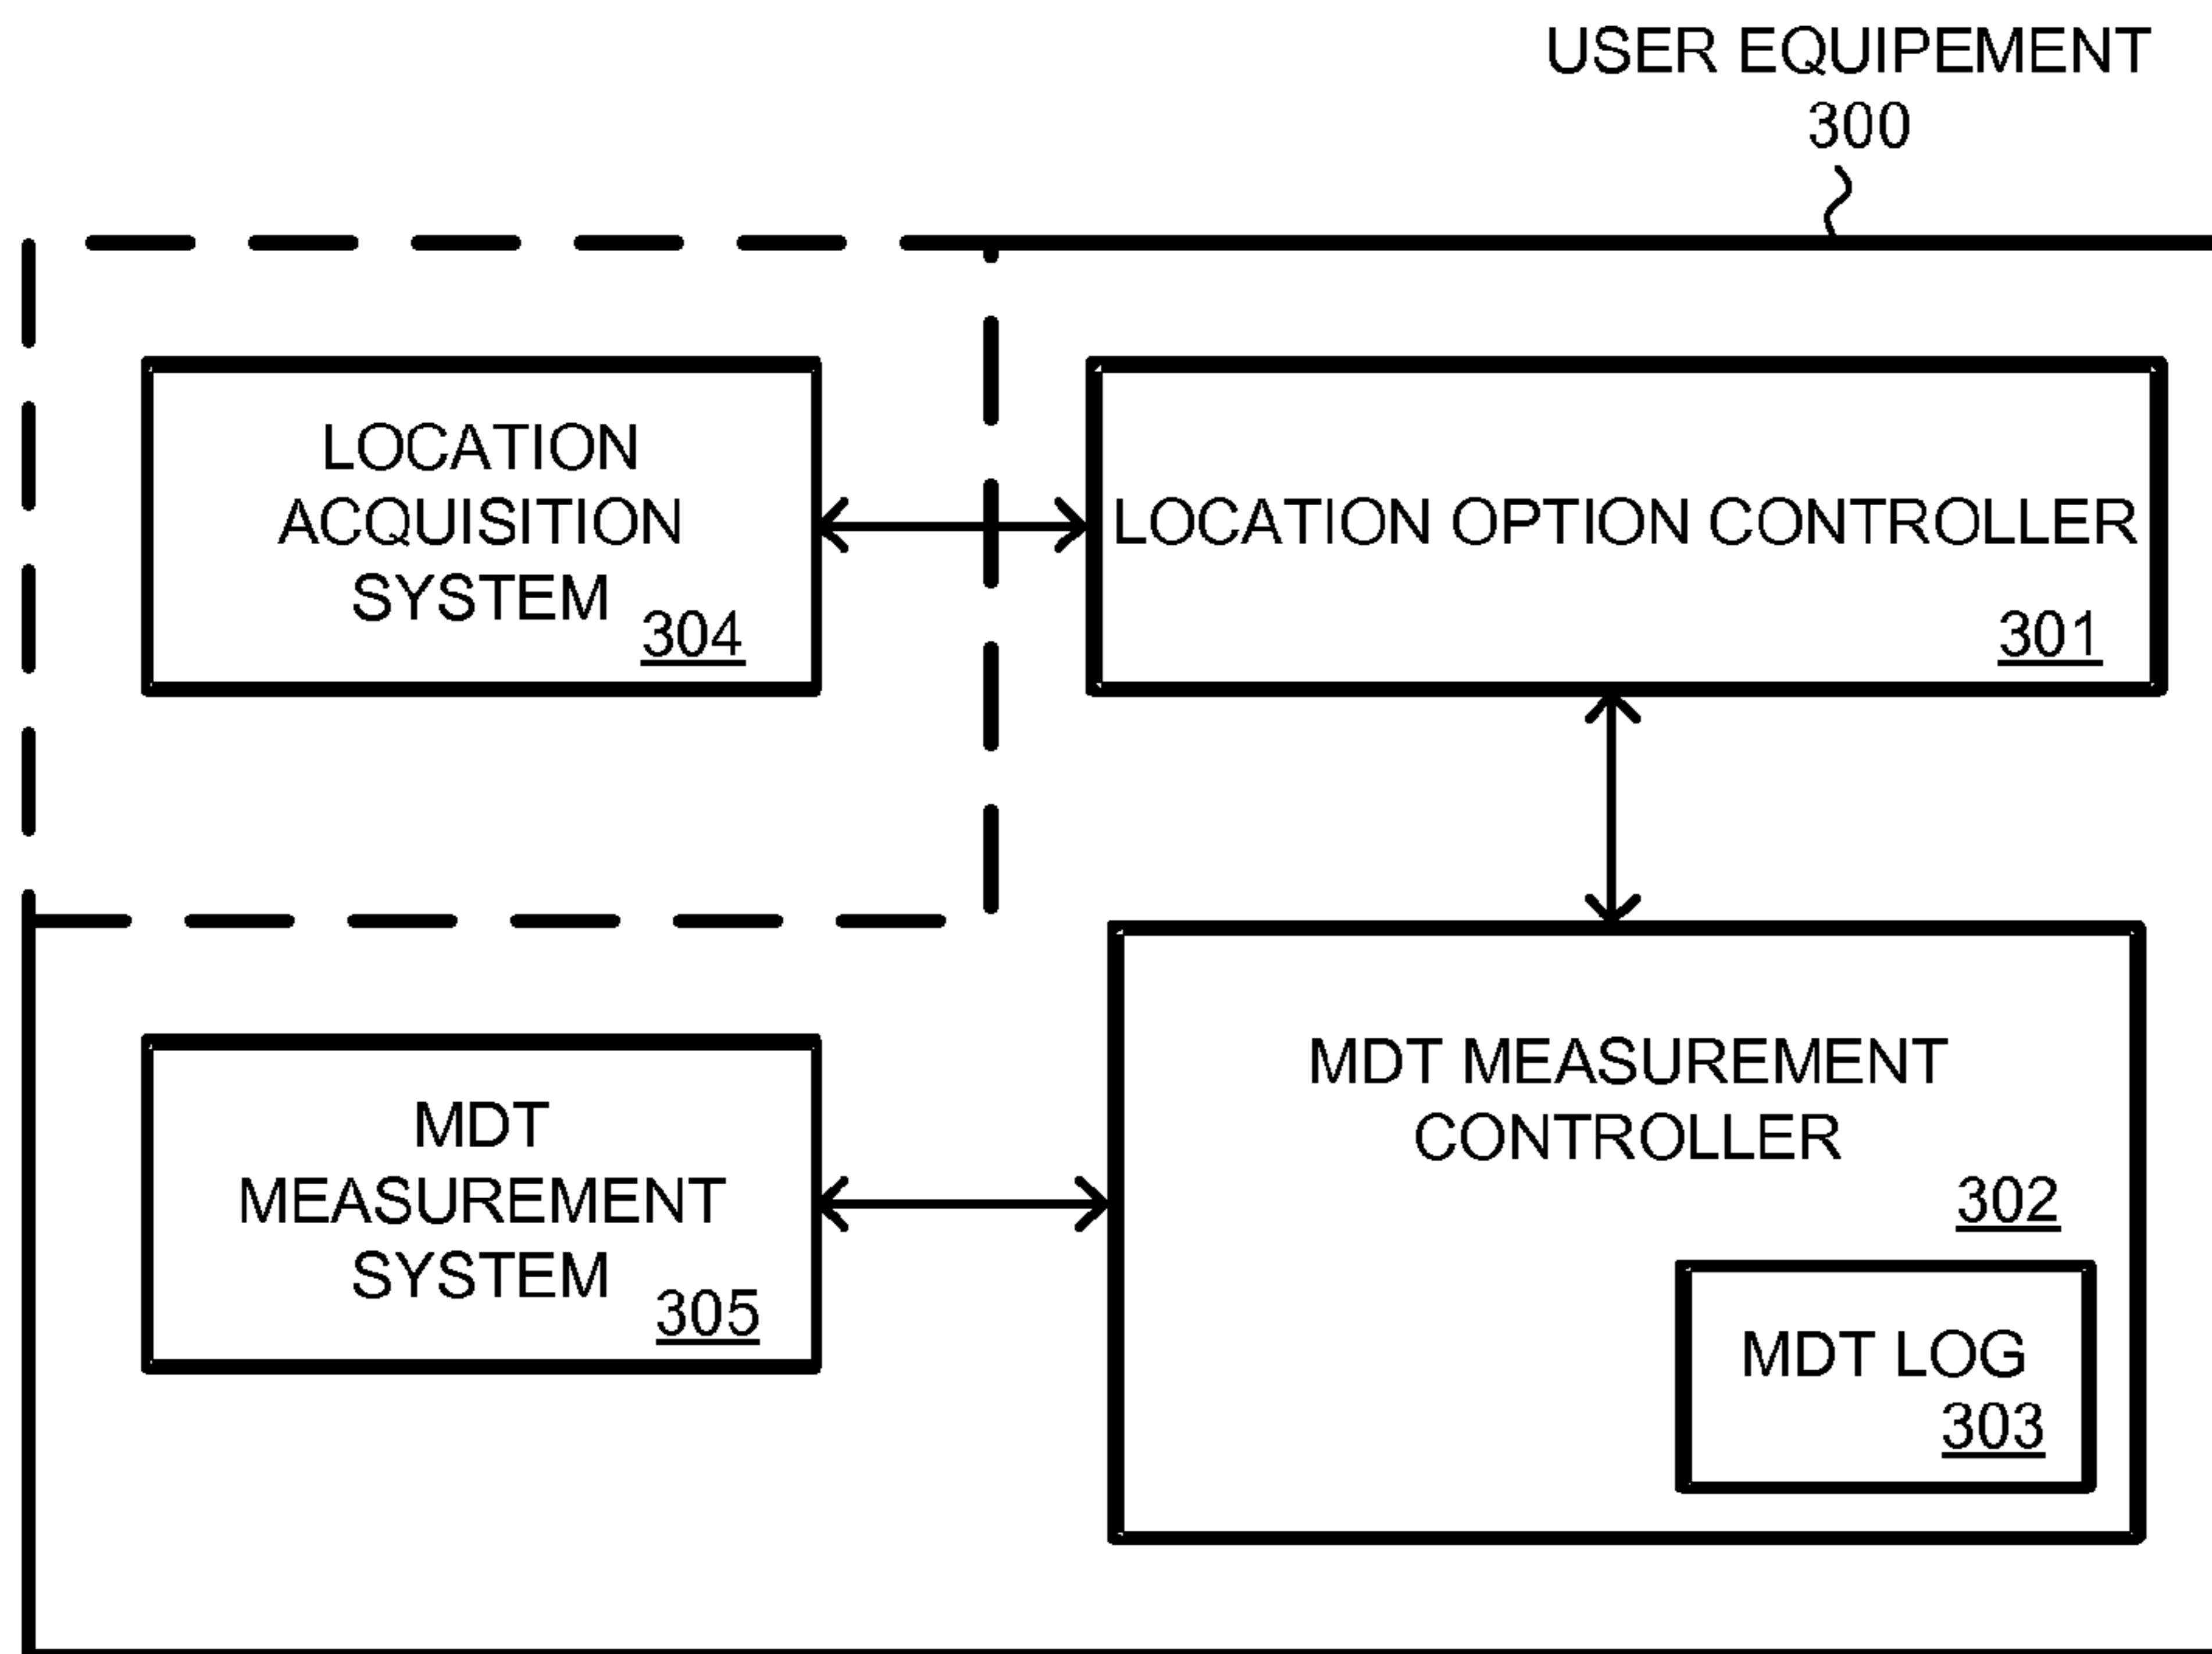 USER EQUIPEMENT
300
LOCATION
ACQUISITION
SYSTEM
304
LOCATION OPTION CONTROLLER
301
MDT
MEASUREMENT
SYSTEM
305
MDT MEASUREMENT
CONTROLLER
302
MDT LOG
303